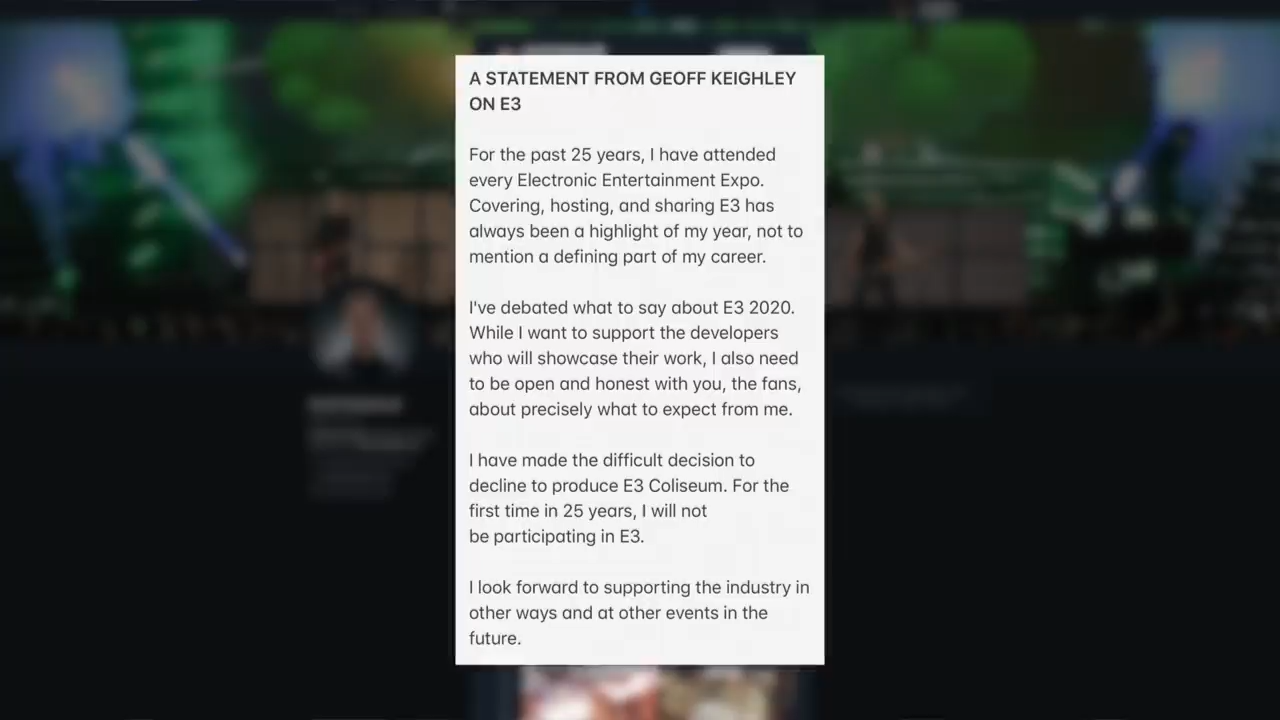 A STATEMENT FROM GEOFF KEIGHLEY
ON E3
For the past 25 years, I have attended
every Electronic Entertainment Expo.
Covering, hosting, and sharing E3 has
always been a highlight of my year, not to
mention a defining part of my career.
I've debated what to say about E3 2020.
While I want to support the developers
who will showcase their work, I also need
to be open and honest with you, the fans,
about precisely what to expect from me.
I have made the difficult decision to
decline to produce E3 Coliseum. For the
first time in 25 years, I will not
be participating in E3.
I look forward to supporting the industry in
other ways and at other events in the
future.